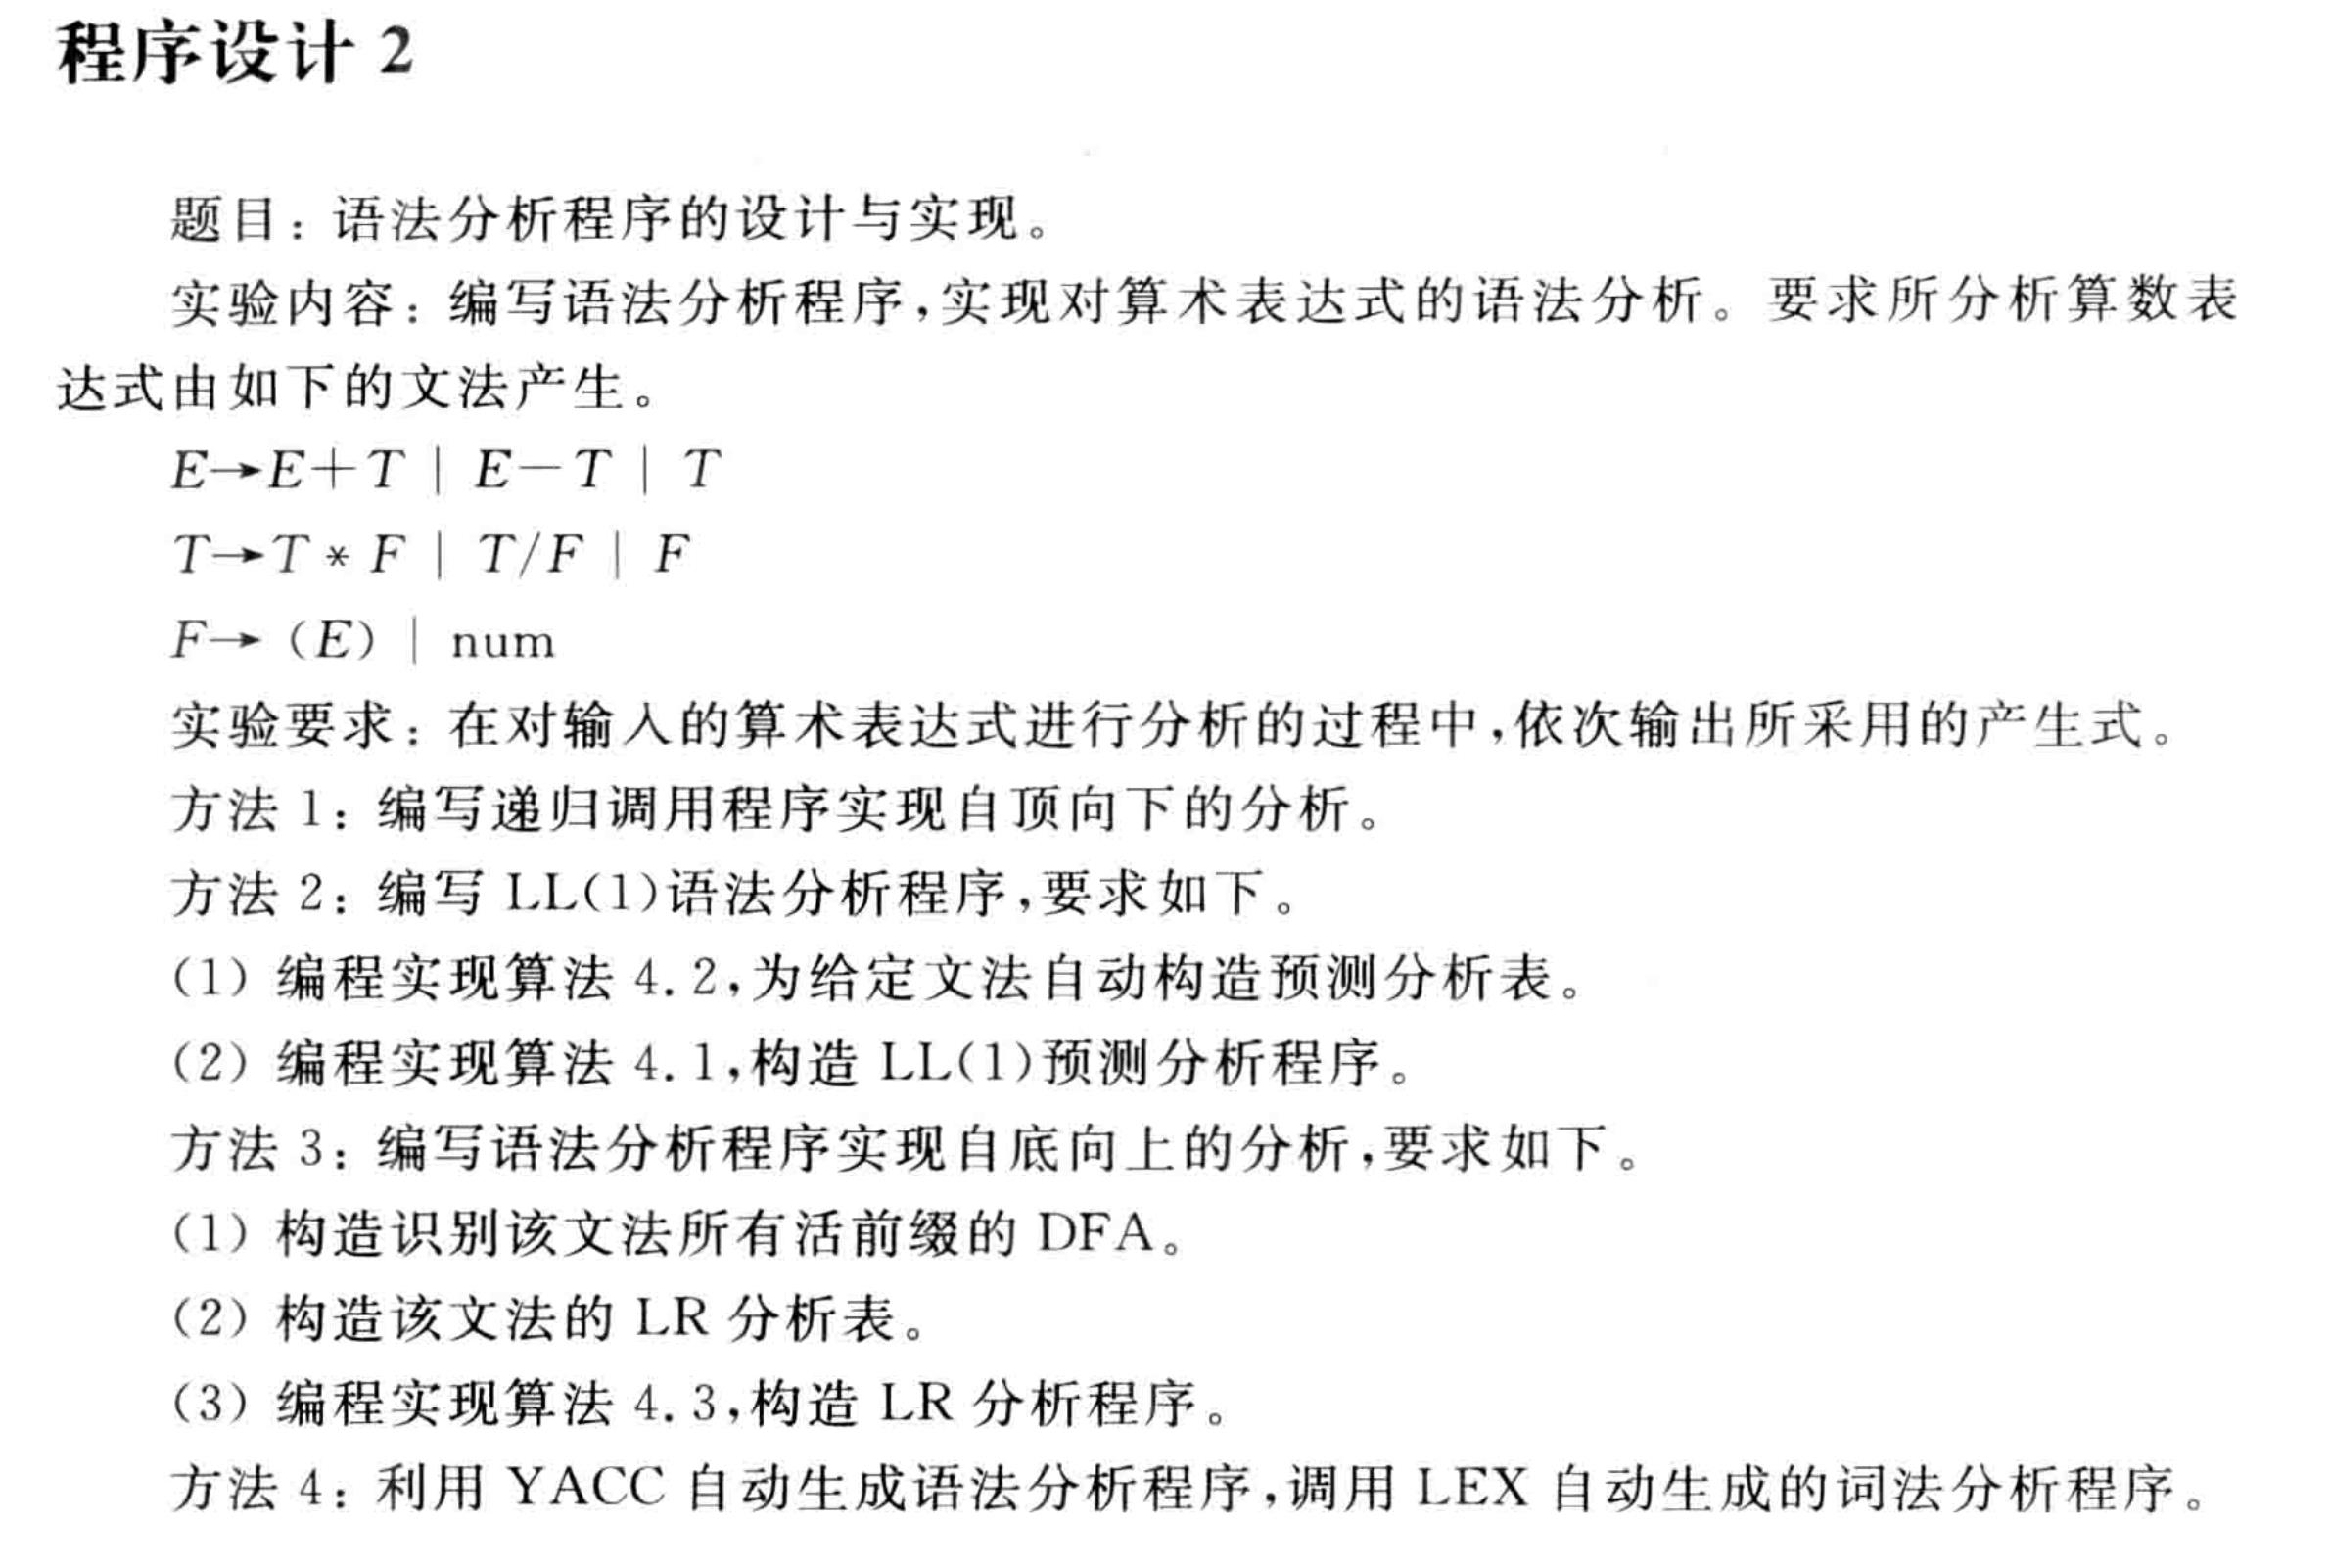 程序设计 2
题目：语法分析程序的设计与实现。
实验内容：编写语法分析程序，实现对算术表达式的语法分析。要求所分析算数表
达式由如下的文法产生。
E→E+T | E−T | T
T→T * F | T/F | F
F→ (E) | num
实验要求：在对输入的算术表达式进行分析的过程中，依次输出所采用的产生式。
方法 1：编写递归调用程序实现自顶向下的分析。
方法 2：编写 LL(1)语法分析程序，要求如下。
(1) 编程实现算法 4.2，为给定文法自动构造预测分析表。
(2) 编程实现算法 4.1，构造 LL(1)预测分析程序。
方法 3：编写语法分析程序实现自底向上的分析，要求如下。
(1) 构造识别该文法所有活前缀的 DFA。
(2) 构造该文法的 LR 分析表。
(3) 编程实现算法 4.3，构造 LR 分析程序。
方法 4：利用 YACC 自动生成语法分析程序，调用 LEX 自动生成的词法分析程序。